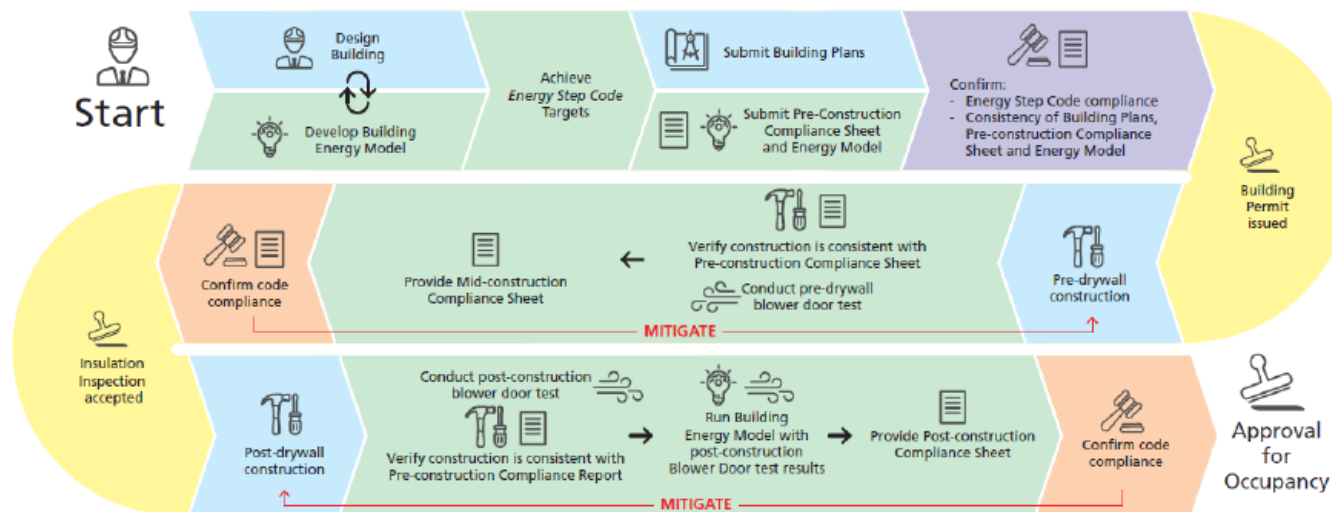 Start
Design
Building
Develop Building
Energy Model
Achieve
Energy Step Code
Targets
Submit Building Plans
Submit Pre-Construction
Compliance Sheet
and Energy Model
Confirm:
- Energy Step Code compliance
- Consistency of Building Plans,
Pre-construction Compliance
Sheet and Energy Model
Building
Permit
issued
Pre-drywall
construction
Verify construction is consistent with
Pre-construction Compliance Sheet
Conduct pre-drywall
blower door test
Provide Mid-construction
Compliance Sheet
Confirm code
compliance
MITIGATE
Insulation
Inspection
accepted
Post-drywall
construction
Conduct post-construction
blower door test
Verify construction is consistent with
Pre-construction Compliance Report
Run Building
Energy Model with
post-construction
Blower Door test results
Provide Post-construction
Compliance Sheet
Confirm code
compliance
MITIGATE
Approval
for
Occupancy